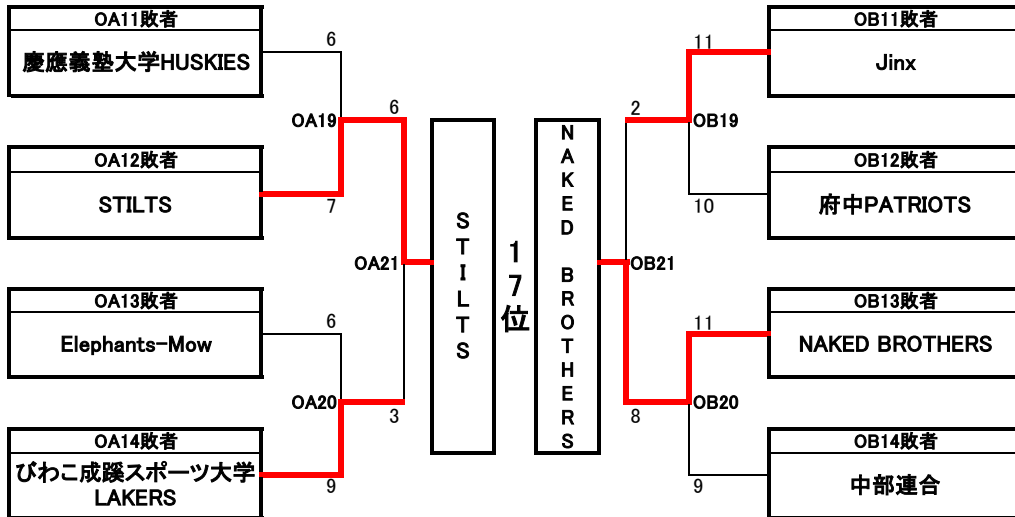 OA11敗者
慶應義塾大学HUSKIES
6
OA19
6
OA12敗者
STILTS
7
OA21
OA13敗者
Elephants-Mow
6
OA20
3
OA14敗者
びわこ成蹊スポーツ大学
LAKERS
9
STILTS
17位
NAKED BROTHERS
OB11敗者
Jinx
11
2
OB19
OB12敗者
府中PATRIOTS
10
OB21
OB13敗者
NAKED BROTHERS
11
8
OB20
OB14敗者
中部連合
9